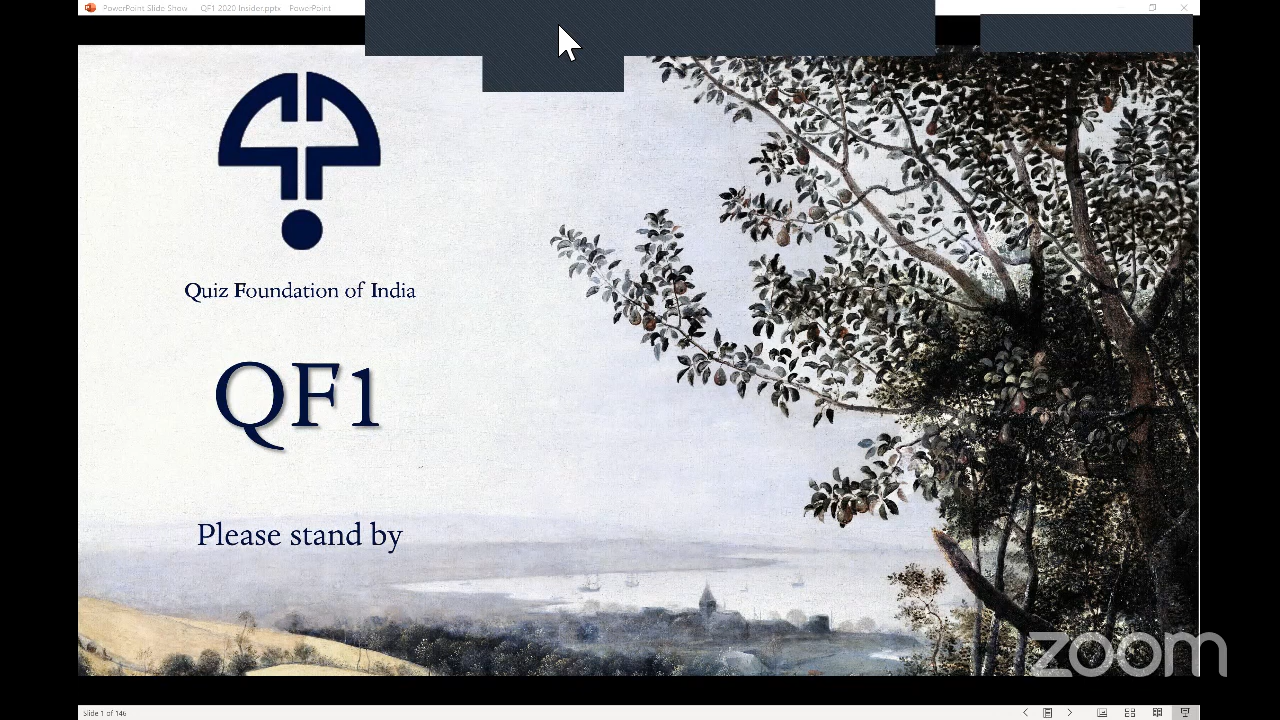 PowerPoint Slide Show - QF1 2020 Insider.pptx - PowerPoint
Quiz Foundation of India
QF1
Please stand by
zoom
Slide 1 of 146